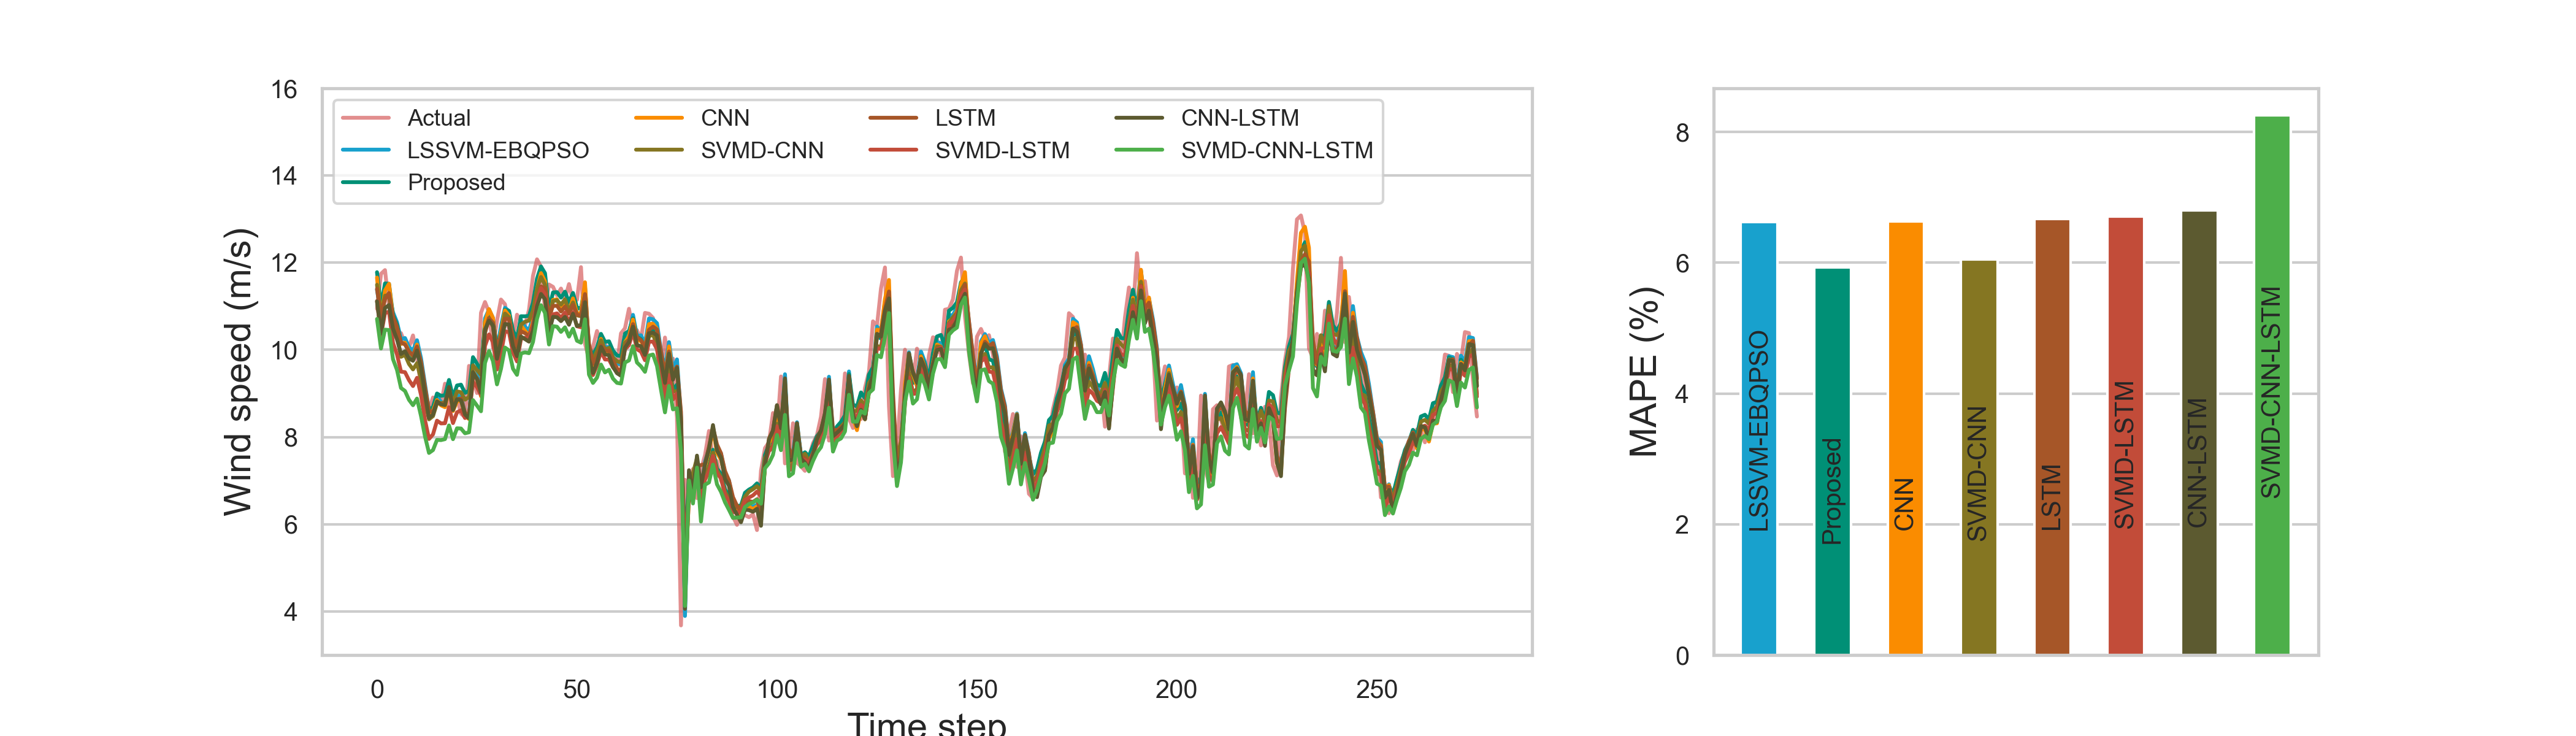 16
14
12
10
8
6
4
Wind speed (m/s)
Actual
LSSVM-EBQPSO
Proposed
CNN
SVMD-CNN
LSTM
SVMD-LSTM
CNN-LSTM
SVMD-CNN-LSTM
0 50 100 150 200 250
Time step
8
6
4
2
0
MAPE (%)
LSSVM-EBQPSO
Proposed
CNN
SVMD-CNN
LSTM
SVMD-LSTM
CNN-LSTM
SVMD-CNN-LSTM